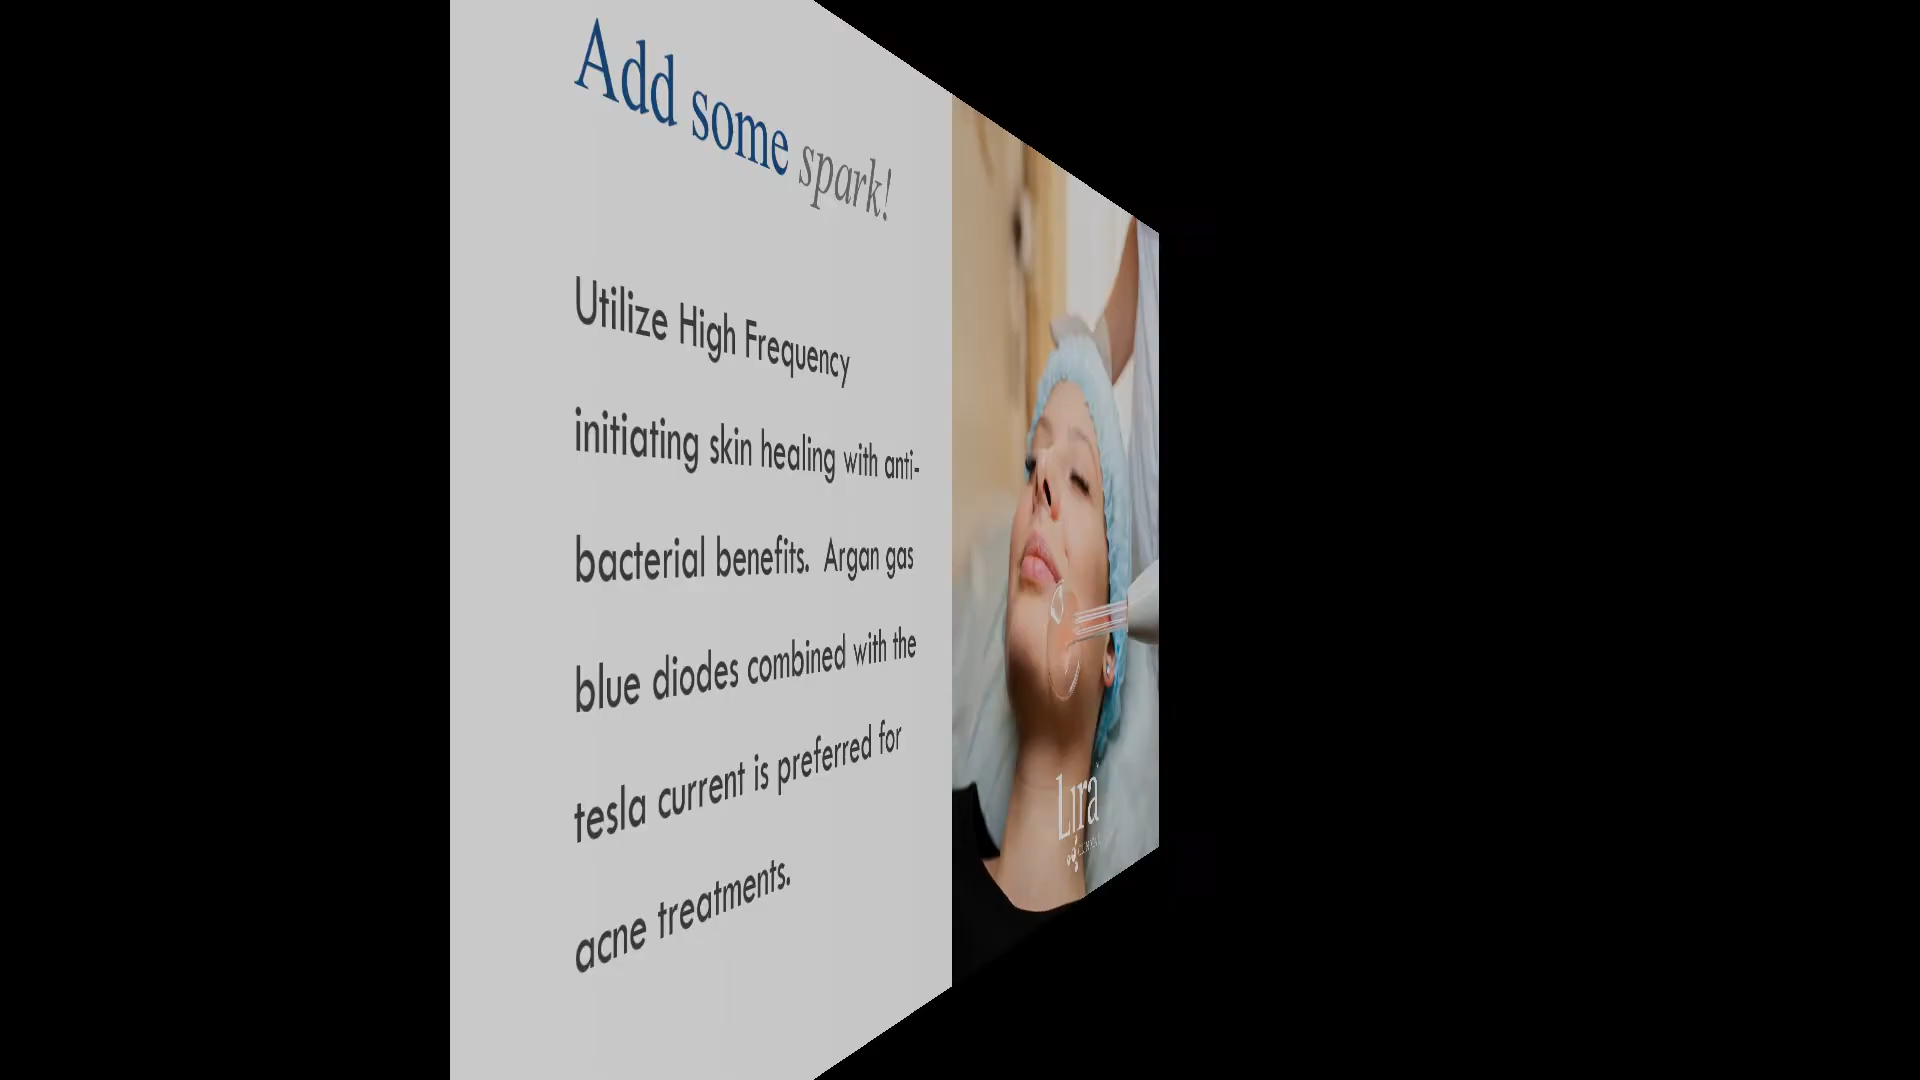 Add some spark!
Utilize High Frequency
initiating skin healing with anti-
bacterial benefits. Argan gas
blue diodes combined with the
tesla current is preferred for
acne treatments.
Lira